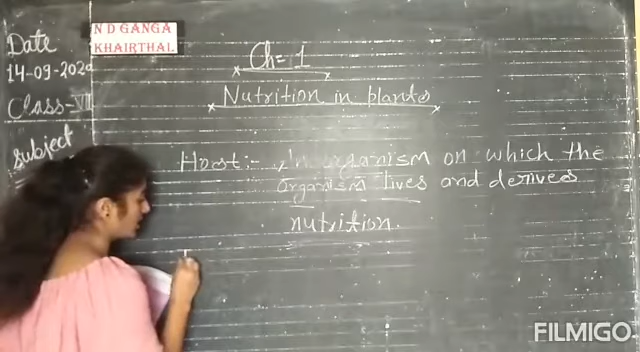 N D GANGA
KHAIRTHAL
Date
14-09-2020
Class-VII
Subject
Ch=1
Nutrition in plants
Host:- An organism on which the
organism lives and derives
nutrition.
FILMIGO